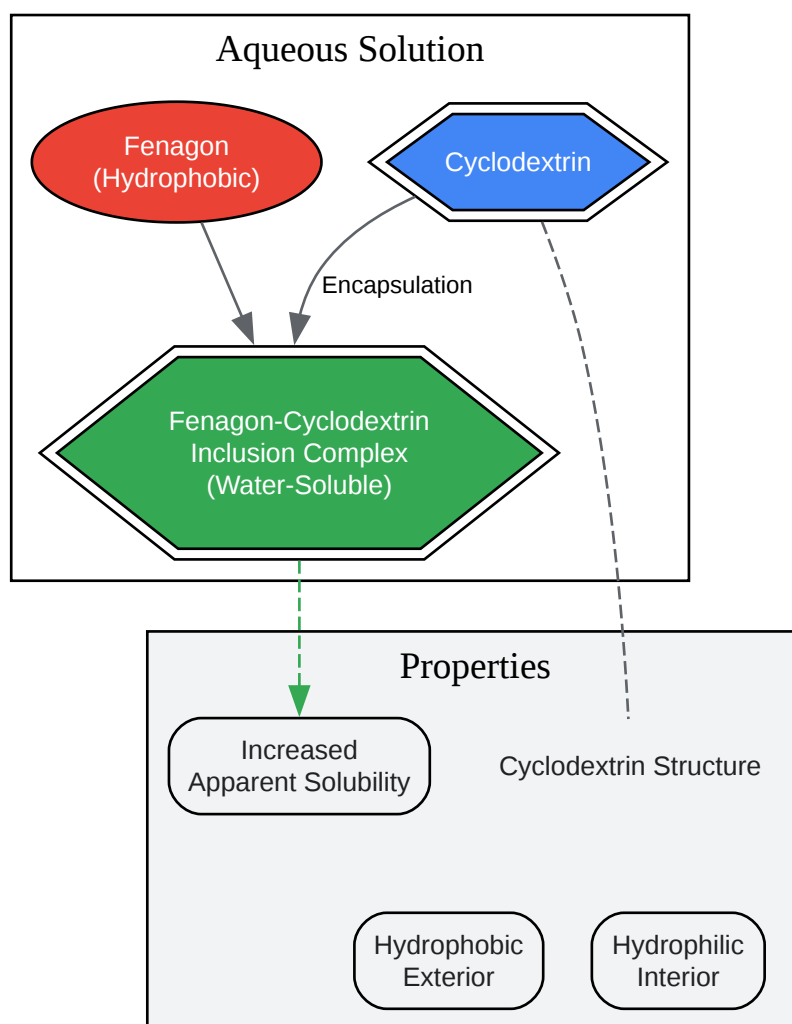 Aqueous Solution
Fenagon
(Hydrophobic)
Cyclodextrin
Encapsulation
Fenagon-Cyclodextrin
Inclusion Complex
(Water-Soluble)
Properties
Increased
Apparent Solubility
Cyclodextrin Structure
Hydrophobic
Exterior
Hydrophilic
Interior